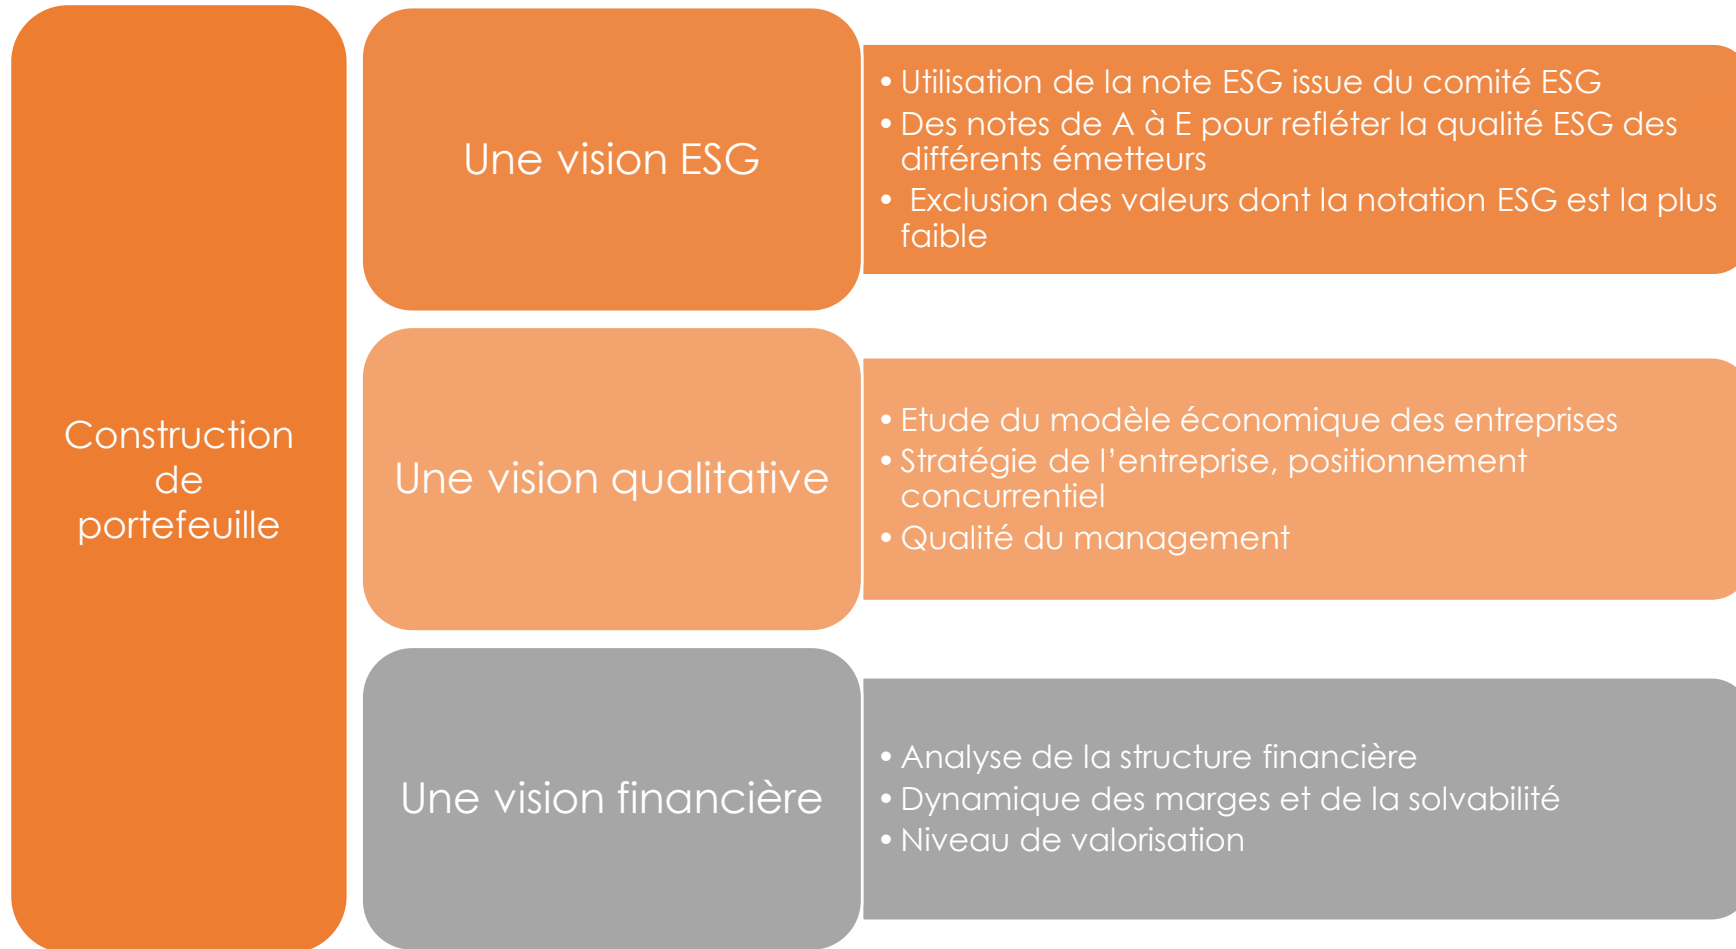 Construction
de
portefeuille
Une vision ESG
• Utilisation de la note ESG issue du comité ESG
• Des notes de A à E pour refléter la qualité ESG des
différents émetteurs
• Exclusion des valeurs dont la notation ESG est la plus
faible
Une vision qualitative
• Etude du modèle économique des entreprises
• Stratégie de l'entreprise, positionnement
concurrentiel
• Qualité du management
Une vision financière
• Analyse de la structure financière
• Dynamique des marges et de la solvabilité
• Niveau de valorisation